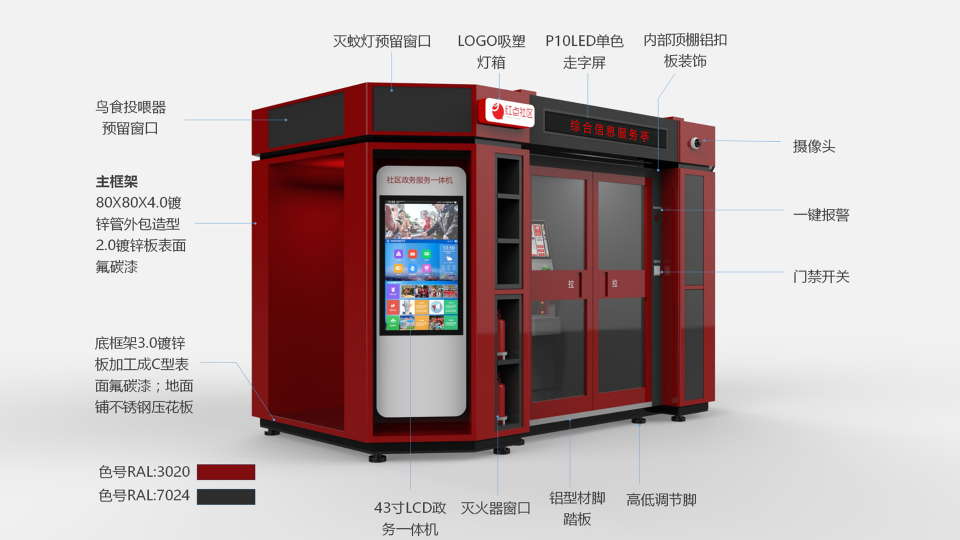 灭蚊灯预留窗口
LOGO吸塑
灯箱
P10LED单色
走字屏
内部顶棚铝扣
板装饰
鸟食投喂器
预留窗口
红点社区
综合信息服务亭
摄像头
主框架
80X80X4.0镀
锌管外包造型
2.0镀锌板表面
氟碳漆
社区政务服务一体机
一键报警
门禁开关
拉
拉
底框架3.0镀锌
板加工成C型表
面氟碳漆；地面
铺不锈钢压花板
色号RAL:3020
色号RAL:7024
43寸LCD政
务一体机
灭火器窗口
铝型材脚
踏板
高低调节脚